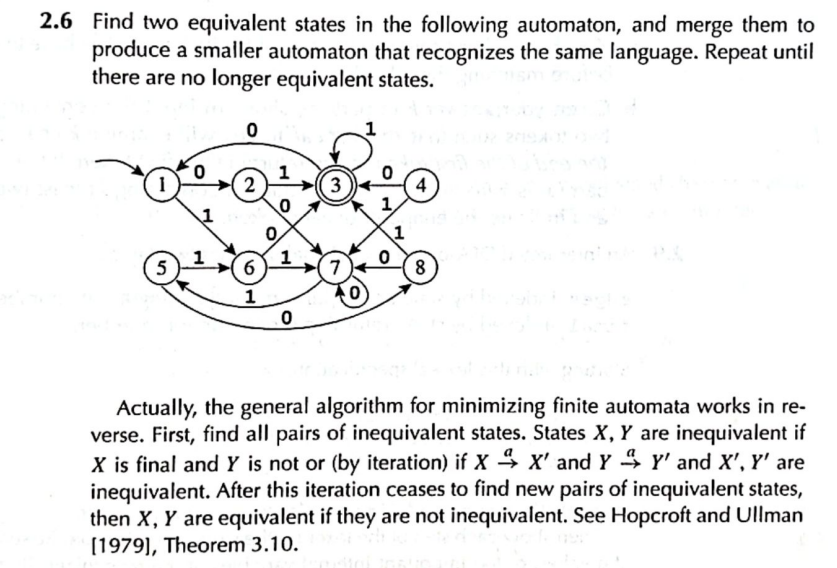 2.6 Find two equivalent states in the following automaton, and merge them to
produce a smaller automaton that recognizes the same language. Repeat until
there are no longer equivalent states.
0 1
1 0 2 1 3 0 4
1 0 0 1 1
5 1 6 1 7 0 8
1 0
0
Actually, the general algorithm for minimizing finite automata works in re-
verse. First, find all pairs of inequivalent states. States X, Y are inequivalent if
X is final and Y is not or (by iteration) if X →ᵃ X′ and Y →ᵃ Y′ and X′, Y′ are
inequivalent. After this iteration ceases to find new pairs of inequivalent states,
then X, Y are equivalent if they are not inequivalent. See Hopcroft and Ullman
[1979], Theorem 3.10.